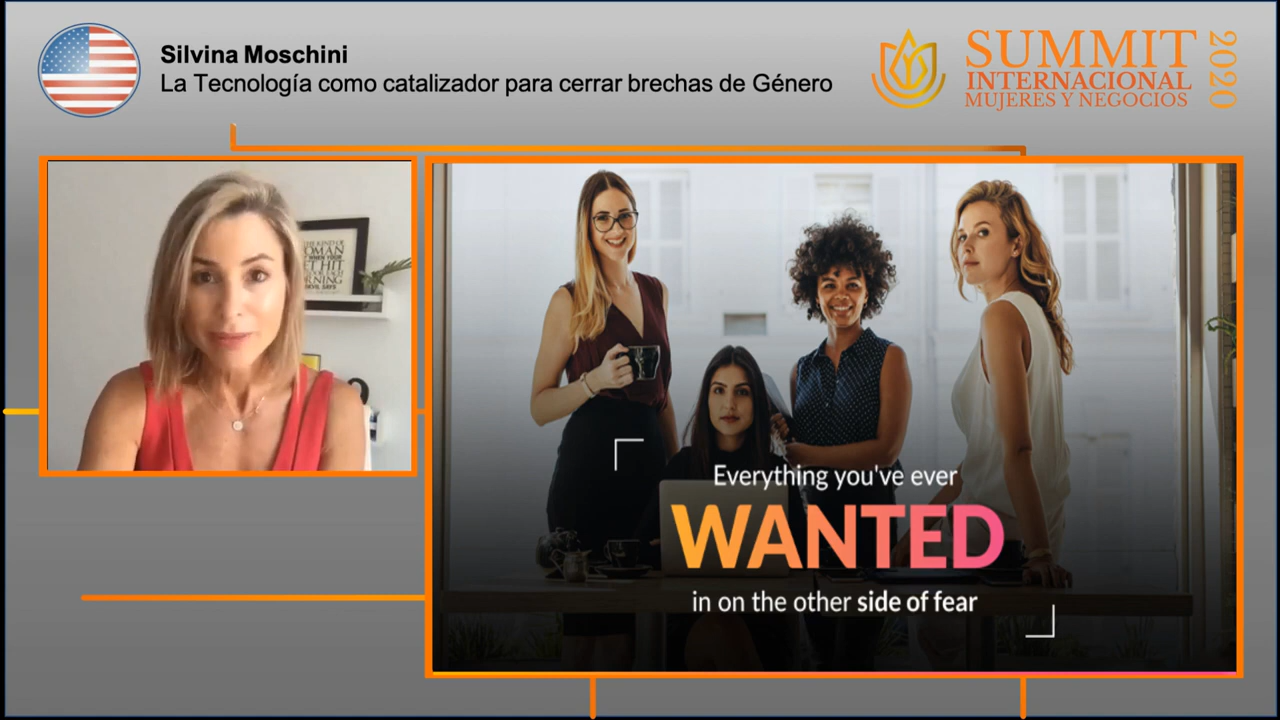 Silvina Moschini
La Tecnología como catalizador para cerrar brechas de Género
SUMMIT
INTERNACIONAL
MUJERES Y NEGOCIOS
2020
OMAN
Everything you've ever
WANTED
in on the other side of fear